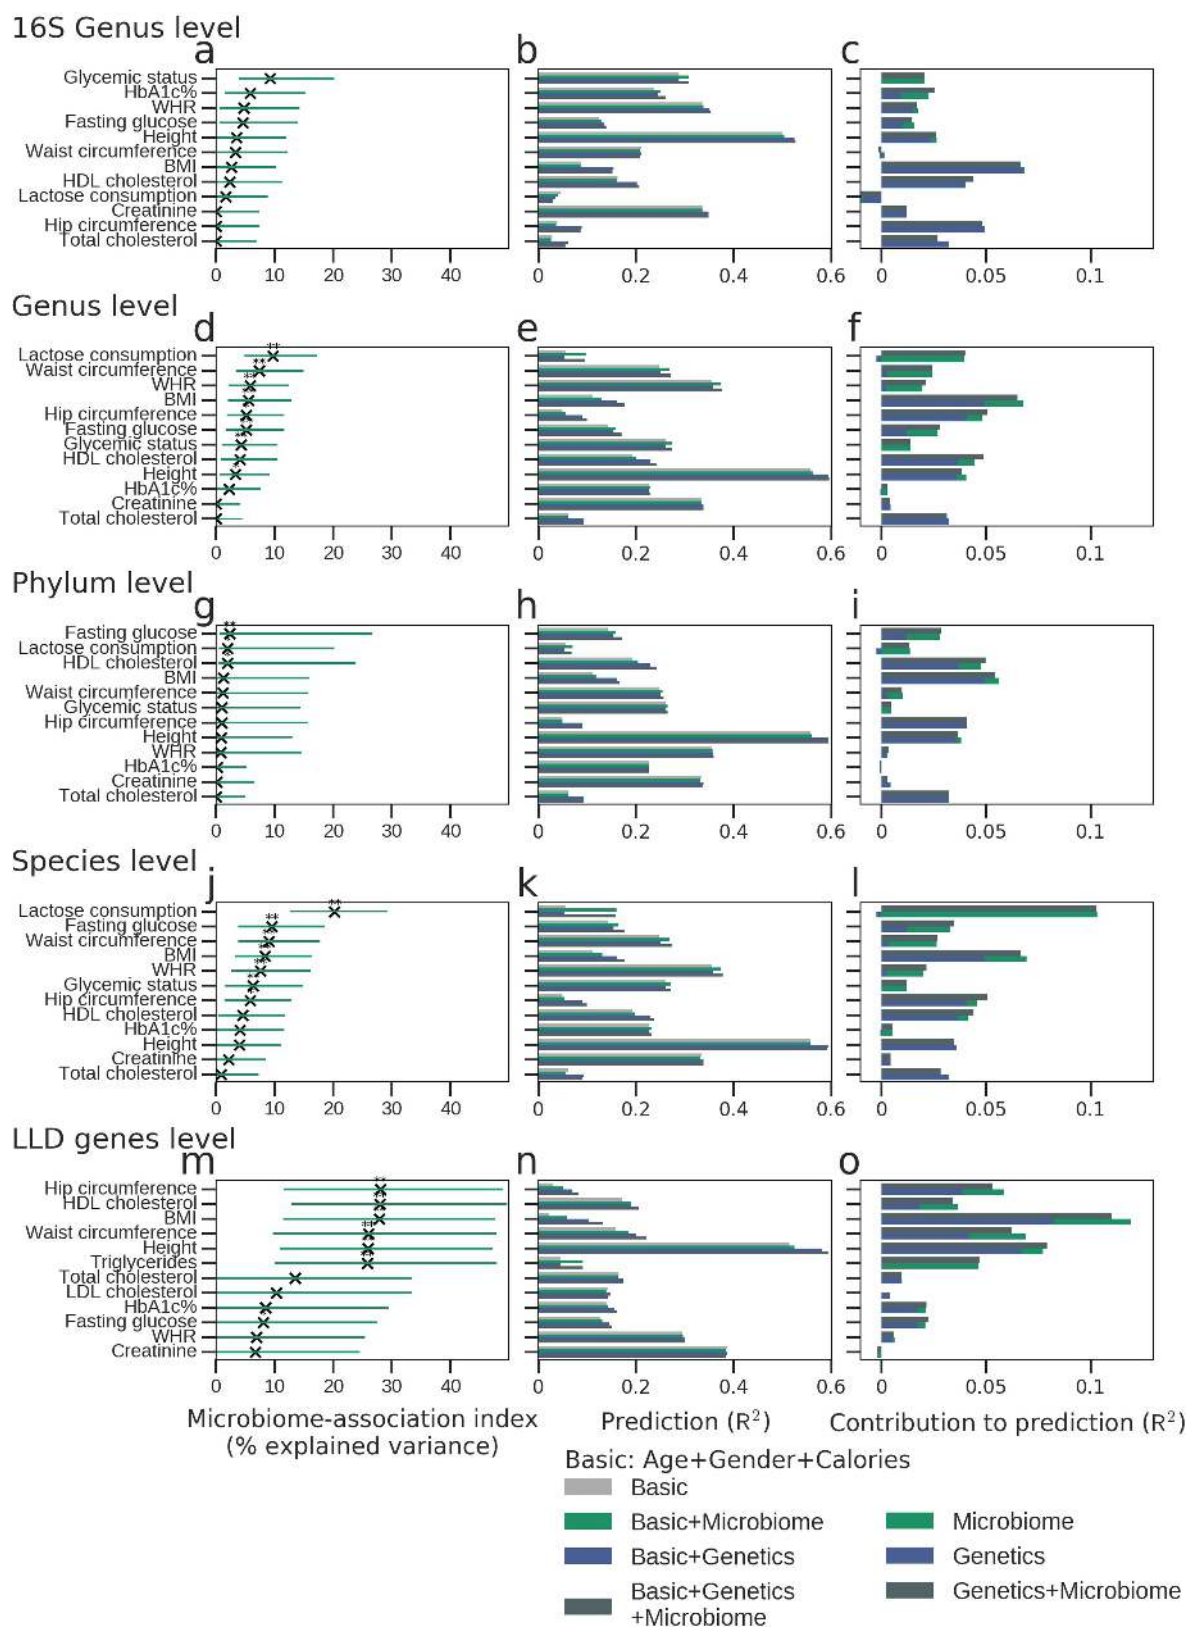 16S Genus level
a
b
c
Glycemic status
HbA1c%
WHR
Fasting glucose
Height
Waist circumference
BMI
HDL cholesterol
Lactose consumption
Creatinine
Hip circumference
Total cholesterol
0 10 20 30 40
0 0.2 0.4 0.6
0 0.05 0.1
Genus level
d
e
f
Lactose consumption
Waist circumference
WHR
BMI
Hip circumference
Fasting glucose
Glycemic status
HDL cholesterol
Height
HbA1c%
Creatinine
Total cholesterol
0 10 20 30 40
0 0.2 0.4 0.6
0 0.05 0.1
Phylum level
g
h
i
Fasting glucose
Lactose consumption
HDL cholesterol
BMI
Waist circumference
Glycemic status
Hip circumference
Height
WHR
HbA1c%
Creatinine
Total cholesterol
0 10 20 30 40
0 0.2 0.4 0.6
0 0.05 0.1
Species level
j
k
l
Lactose consumption
Fasting glucose
Waist circumference
BMI
WHR
Glycemic status
Hip circumference
HDL cholesterol
HbA1c%
Height
Creatinine
Total cholesterol
0 10 20 30 40
0 0.2 0.4 0.6
0 0.05 0.1
LLD genes level
m
n
o
Hip circumference
HDL cholesterol
BMI
Waist circumference
Height
Triglycerides
Total cholesterol
LDL cholesterol
HbA1c%
Fasting glucose
WHR
Creatinine
0 10 20 30 40
0 0.2 0.4 0.6
0 0.05 0.1
Microbiome-association index
(% explained variance)
Prediction (R²)
Contribution to prediction (R²)
Basic: Age+Gender+Calories
Basic
Basic+Microbiome
Microbiome
Basic+Genetics
Genetics
Basic+Genetics
+Microbiome
Genetics+Microbiome